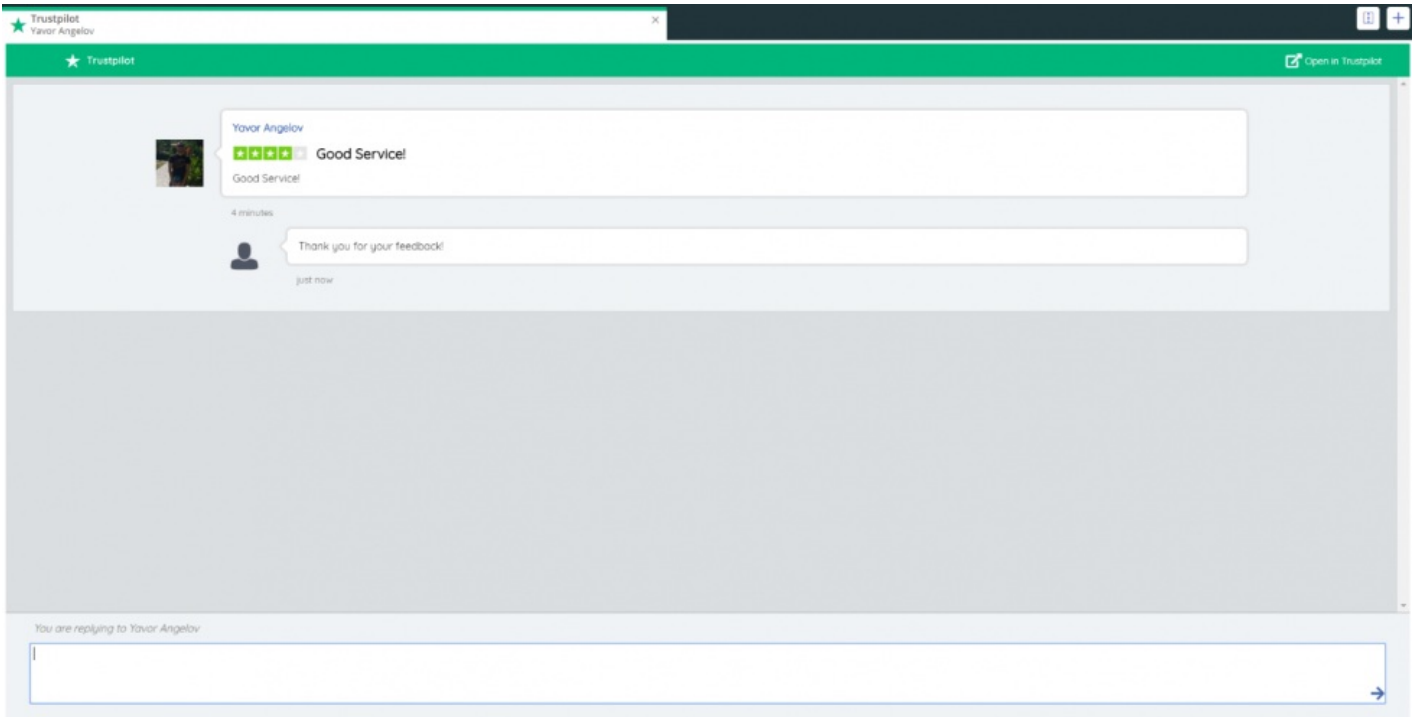 Trustpilot
Yavor Angelov
Trustpilot
Open in Trustpilot
Yavor Angelov
Good Service!
Good Service!
4 minutes
Thank you for your feedback!
just now
You are replying to Yavor Angelov